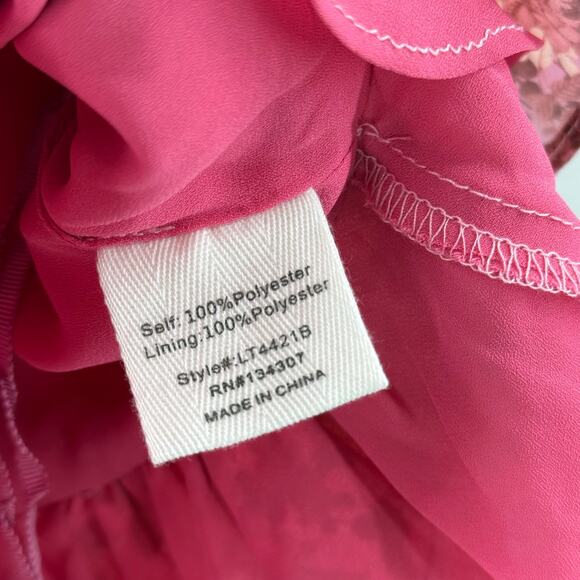 Self: 100%Polyester
Lining:100%Polyester
Style#:LT4421B
RN#134307
MADE IN CHINA